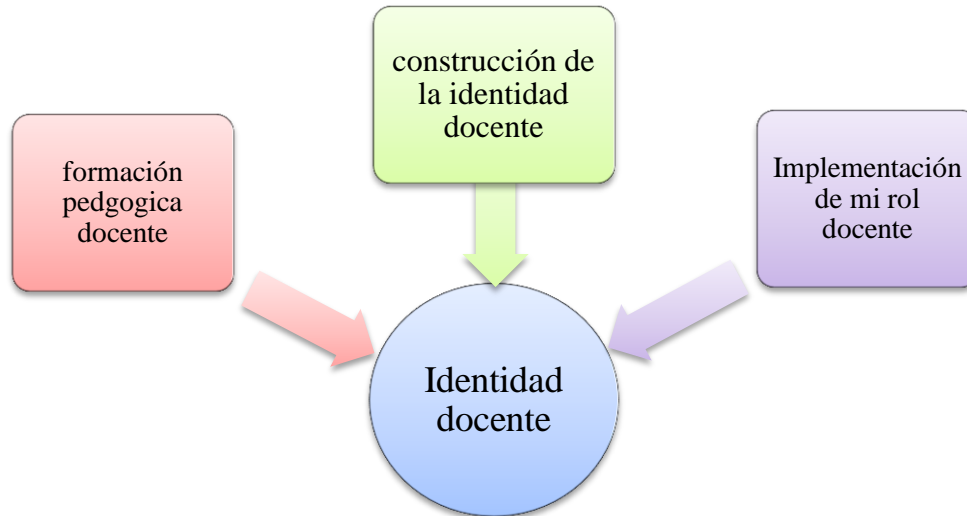 construcción de
la identidad
docente
formación
pedgogica
docente
Implementación
de mi rol
docente
Identidad
docente